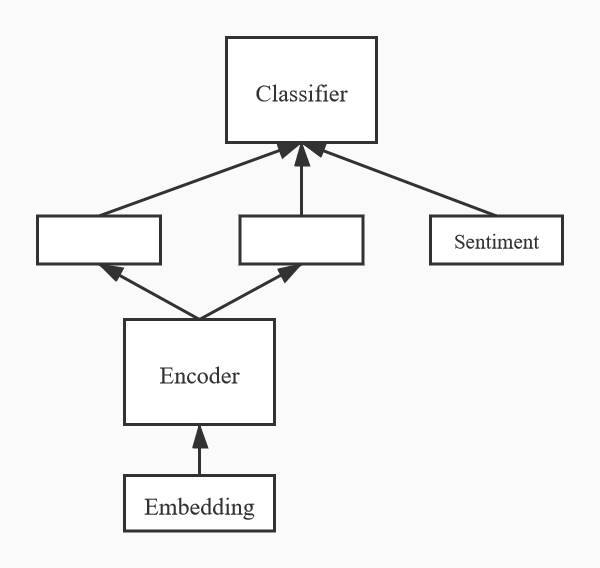 Classifier
Sentiment
Encoder
Embedding